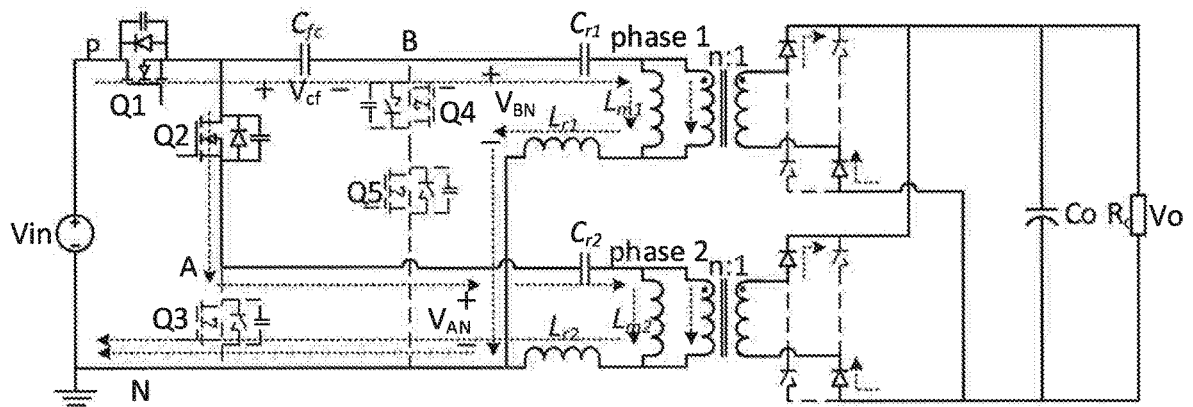 Cfc
B
Cr1
phase 1
n:1
P
Q1
+ Vcf −
Q4
+
VBN
−
Lm1
Lr1
Q2
Q5
Vin
+
−
Cr2
phase 2
n:1
Co
Vo
A
+
VAN
−
Q3
Lr2
Lm2
N